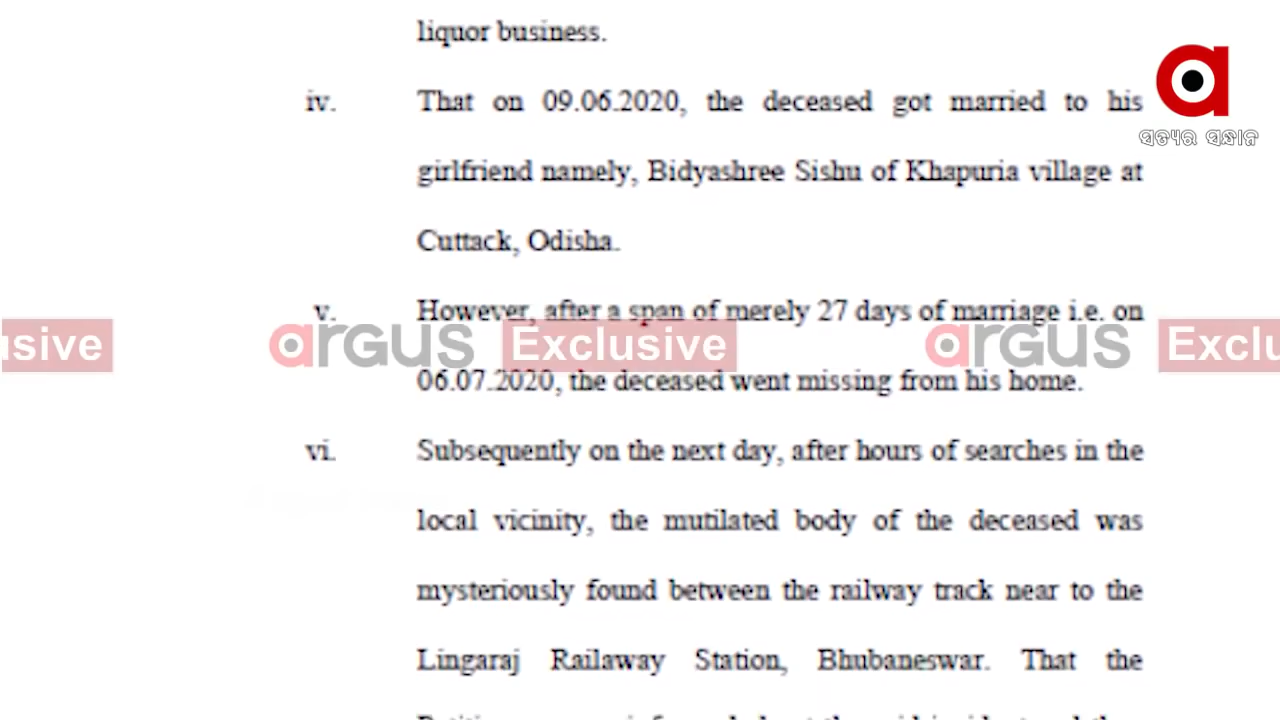 liquor business.
iv. That on 09.06.2020, the deceased got married to his
girlfriend namely, Bidyashree Sishu of Khapuria village at
Cuttack, Odisha.
v. However, after a span of merely 27 days of marriage i.e. on
06.07.2020, the deceased went missing from his home.
vi. Subsequently on the next day, after hours of searches in the
local vicinity, the mutilated body of the deceased was
mysteriously found between the railway track near to the
Lingaraj Railaway Station, Bhubaneswar. That the
ସତ୍ୟର ସନ୍ଧାନ
usive argus Exclusive argus Exclu